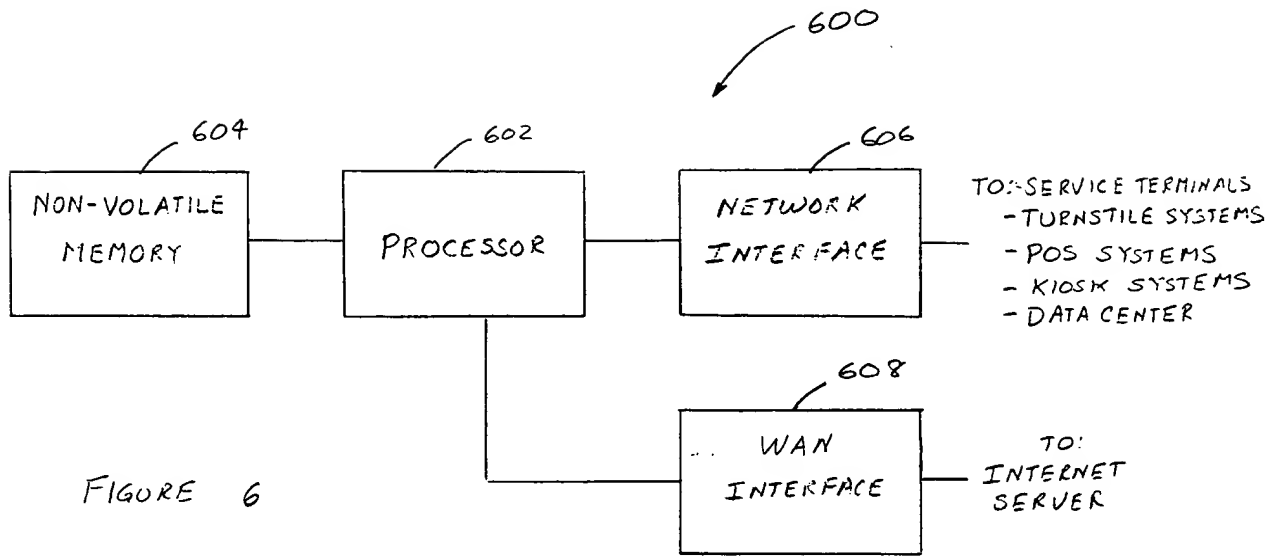 600
604
602
606
NON-VOLATILE
MEMORY
PROCESSOR
NETWORK
INTERFACE
TO:-SERVICE TERMINALS
- TURNSTILE SYSTEMS
- POS SYSTEMS
- KIOSK SYSTEMS
- DATA CENTER
608
WAN
INTERFACE
TO:
INTERNET
SERVER
FIGURE 6